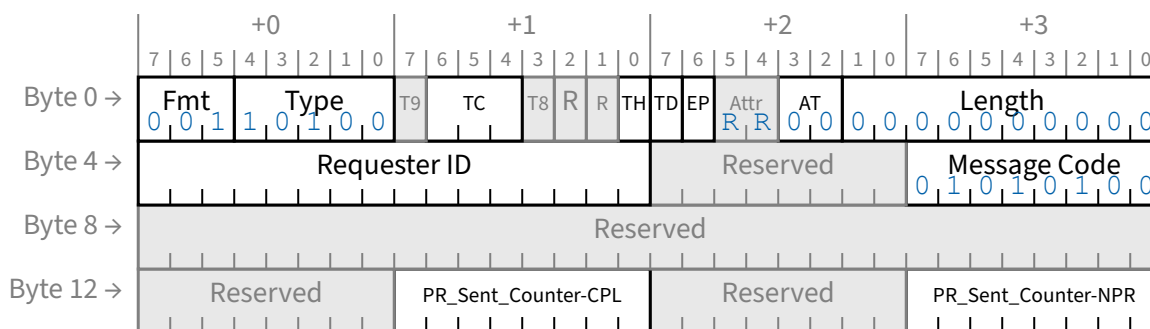 +0 +1 +2 +3
7 6 5 4 3 2 1 0 7 6 5 4 3 2 1 0 7 6 5 4 3 2 1 0 7 6 5 4 3 2 1 0
Byte 0 → Fmt Type T9 TC T8 R R TH TD EP Attr AT Length
0 0 1 1 0 1 0 0 R R 0 0 0 0 0 0 0 0 0 0 0 0
Byte 4 → Requester ID Reserved Message Code
0 1 0 1 0 1 0 0
Byte 8 → Reserved
Byte 12 → Reserved PR_Sent_Counter-CPL Reserved PR_Sent_Counter-NPR